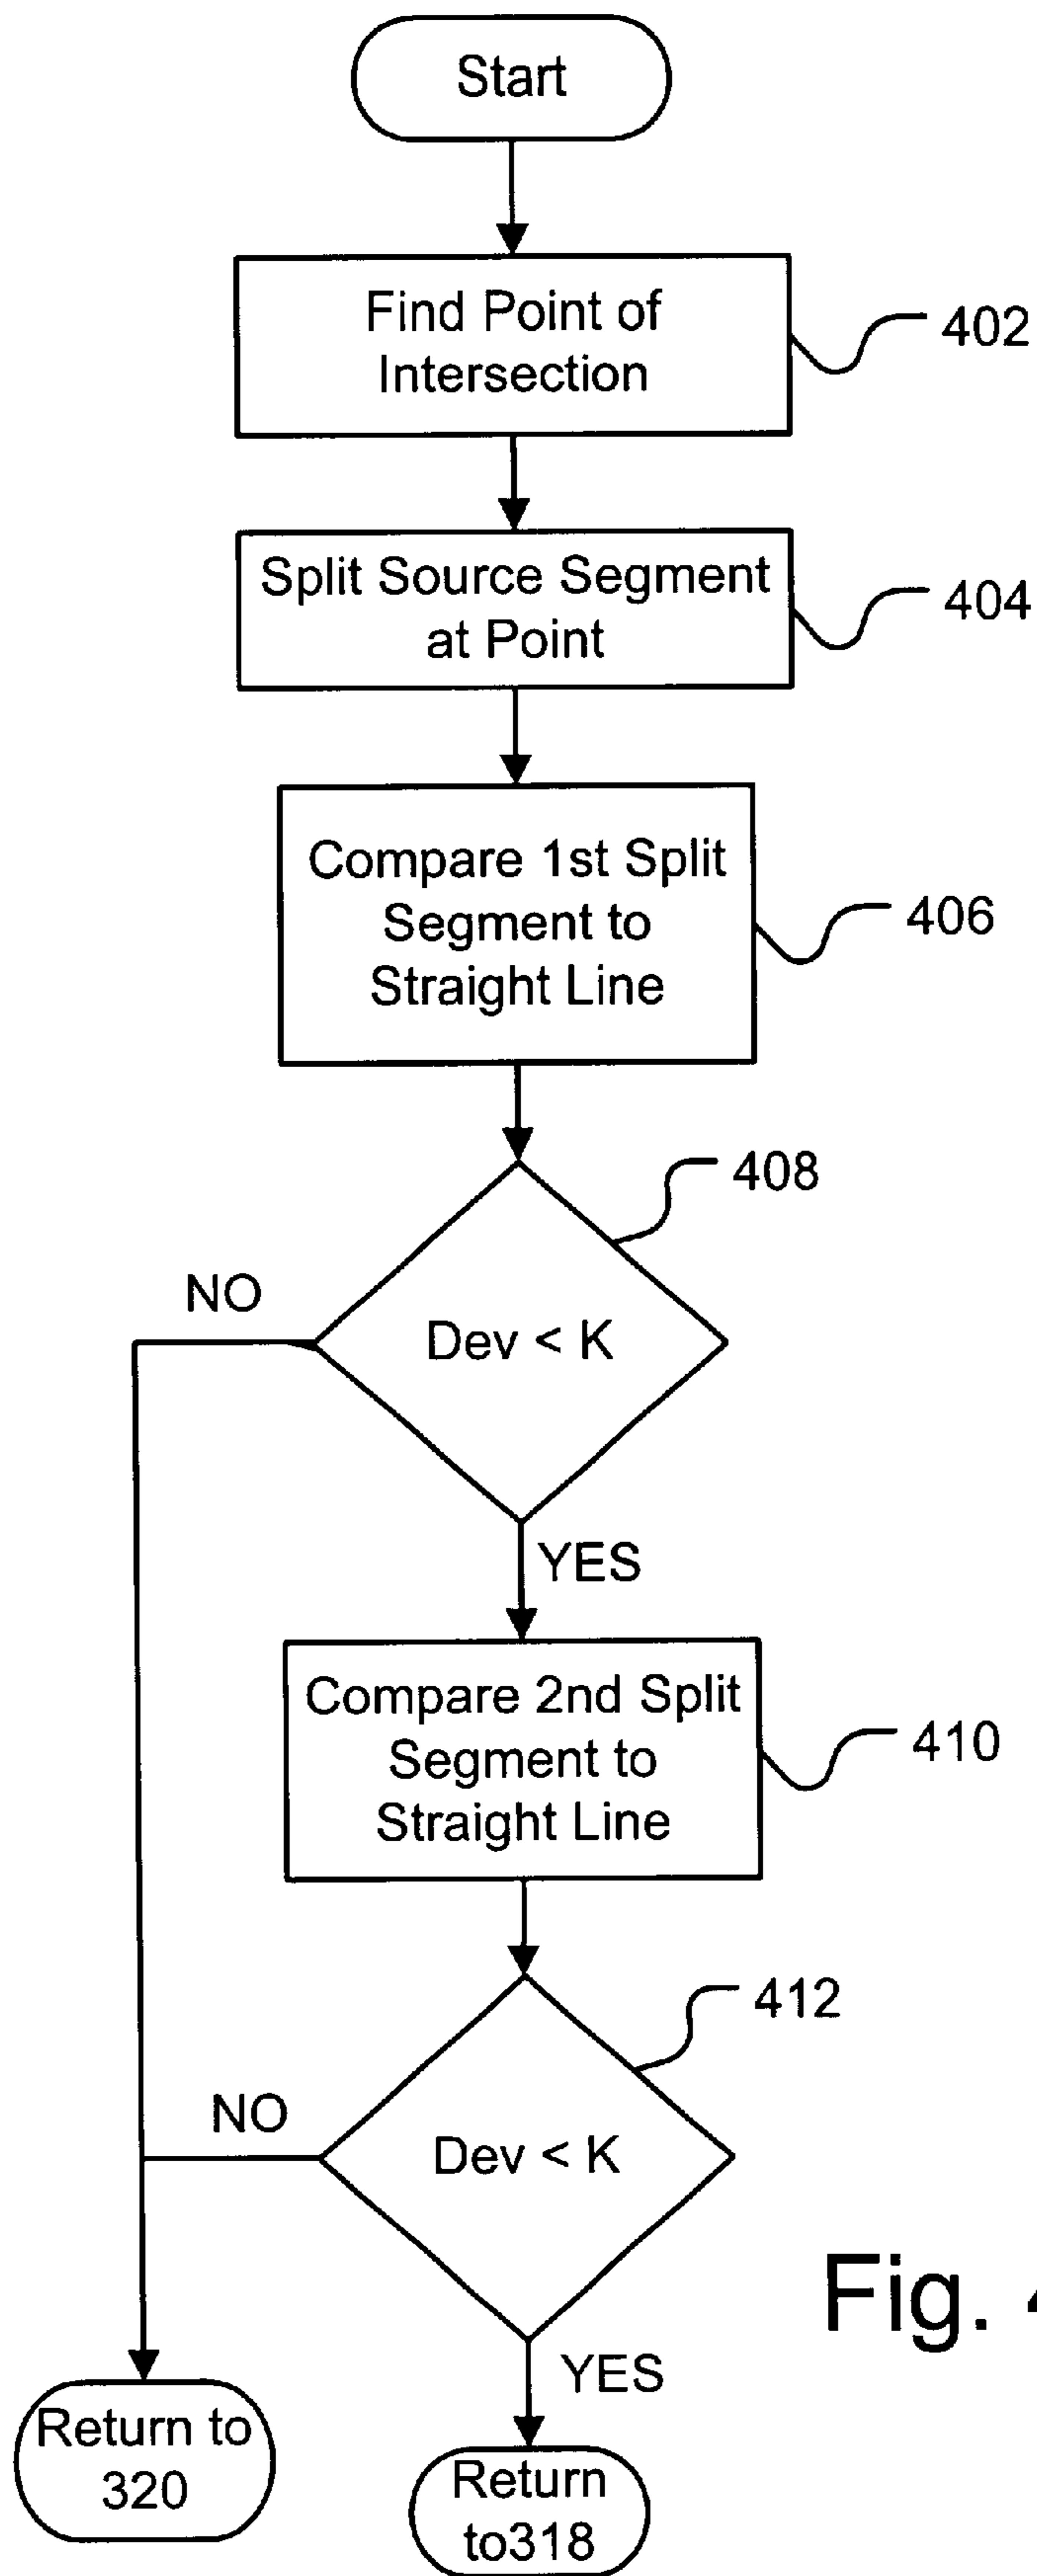 Start
Find Point of
Intersection
402
Split Source Segment
at Point
404
Compare 1st Split
Segment to
Straight Line
406
408
NO
Dev < K
YES
Compare 2nd Split
Segment to
Straight Line
410
412
NO
Dev < K
Fig. 4
YES
Return to
320
Return
to318